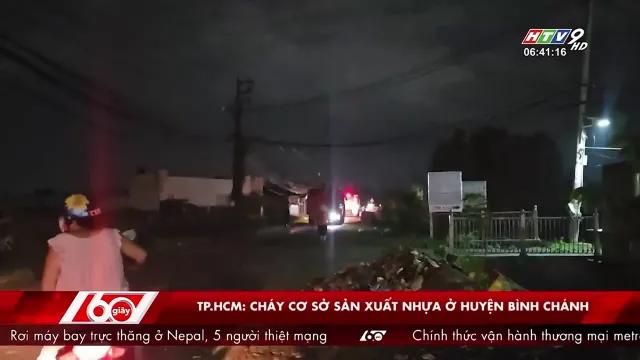 HTV9 HD
06:41:16
60 giây
TP.HCM: CHÁY CƠ SỞ SẢN XUẤT NHỰA Ở HUYỆN BÌNH CHÁNH
Rơi máy bay trực thăng ở Nepal, 5 người thiệt mạng 60 Chính thức vận hành thương mại metr